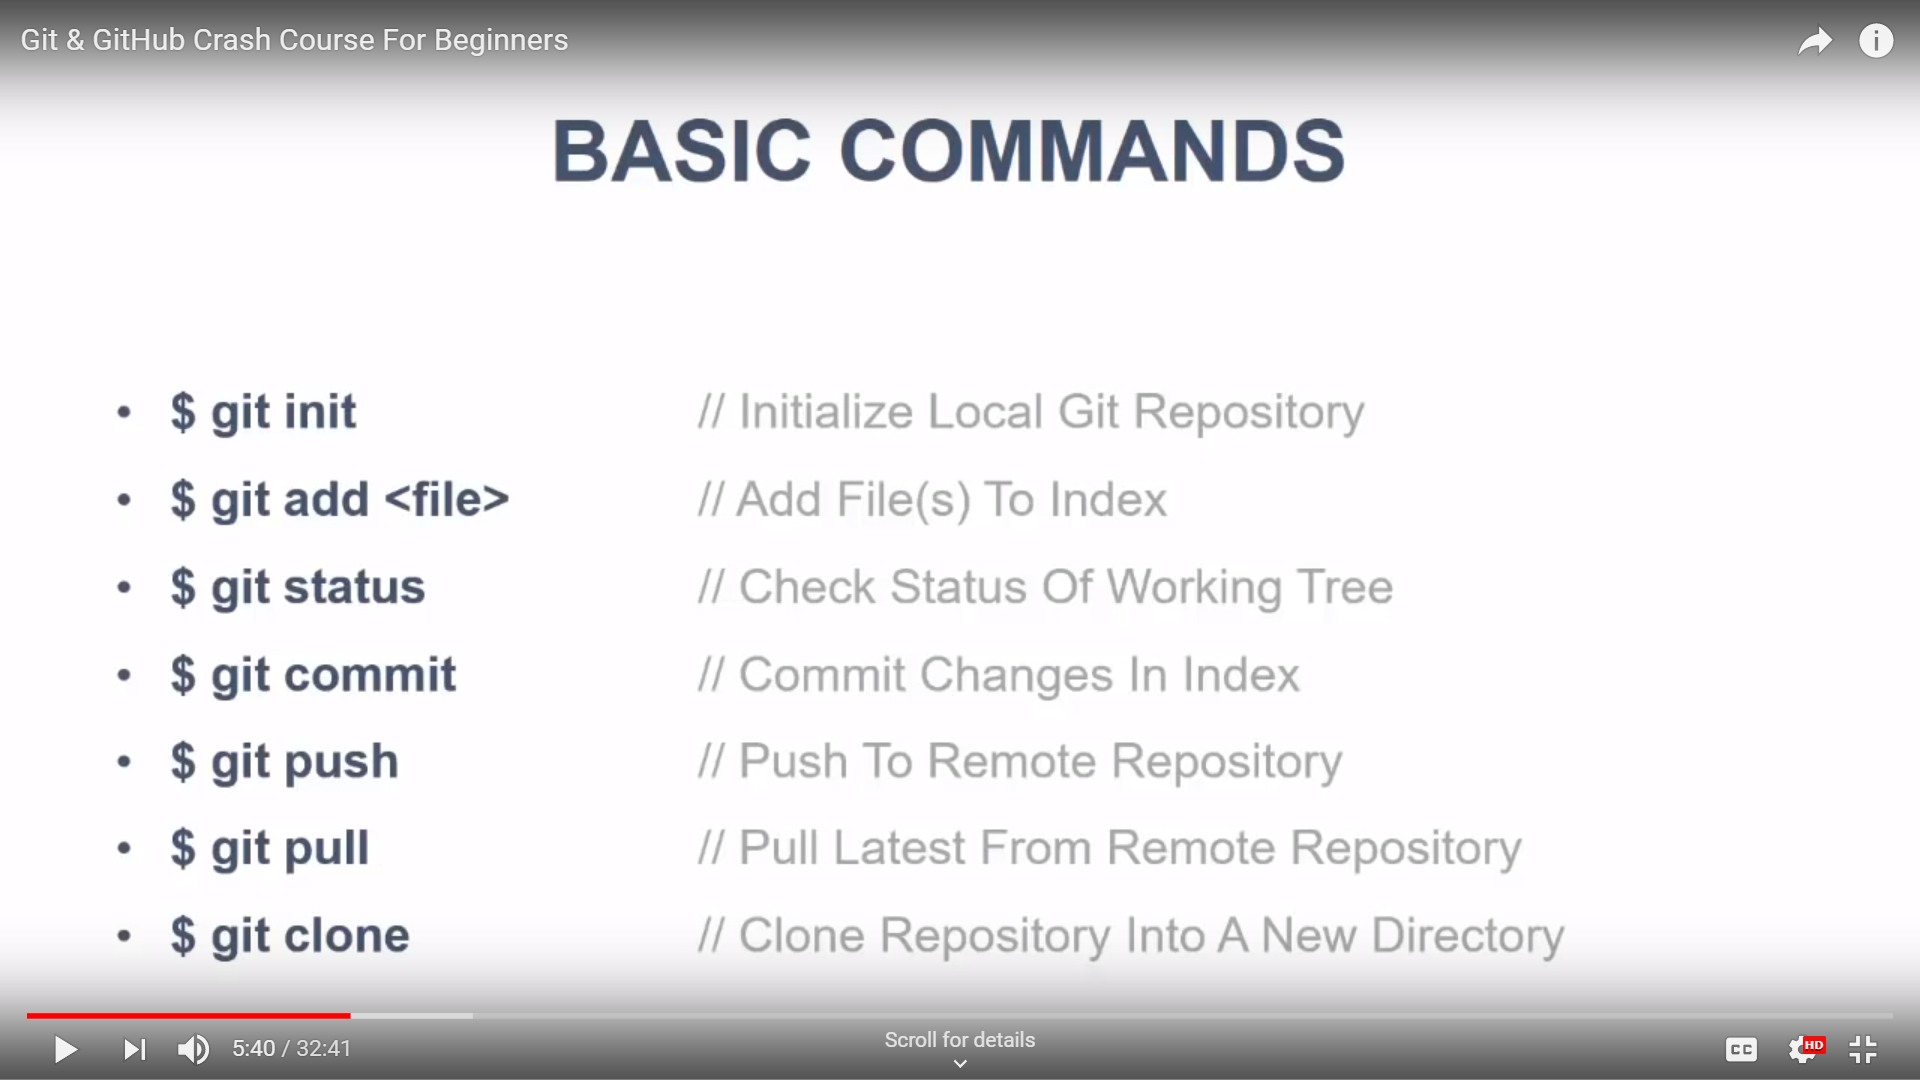 Git & GitHub Crash Course For Beginners
BASIC COMMANDS
• $ git init // Initialize Local Git Repository
• $ git add <file> // Add File(s) To Index
• $ git status // Check Status Of Working Tree
• $ git commit // Commit Changes In Index
• $ git push // Push To Remote Repository
• $ git pull // Pull Latest From Remote Repository
• $ git clone // Clone Repository Into A New Directory
Scroll for details
5:40 / 32:41
CC
HD